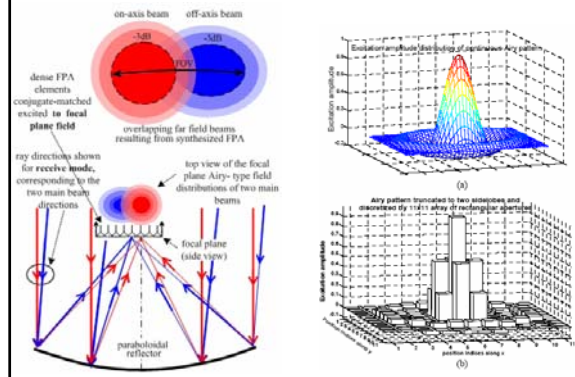 on-axis beam
off-axis beam
-3dB
-3dB
FOV
dense FPA
elements
conjugate-matched
excited to focal
plane field
overlapping far field beams
resulting from synthesized FPA
ray directions shown
for receive mode,
corresponding to the
two main beam
directions
top view of the focal
plane Airy- type field
distributions of two main
beams
focal plane
(side view)
paraboloidal
reflector
Excitation amplitude distribution of continuous Airy pattern
Excitation amplitude
(a)
Airy pattern truncated to two sidelobes and
discretized by 11x11 array of rectangular apertures
Excitation amplitude
position indices along x
(b)